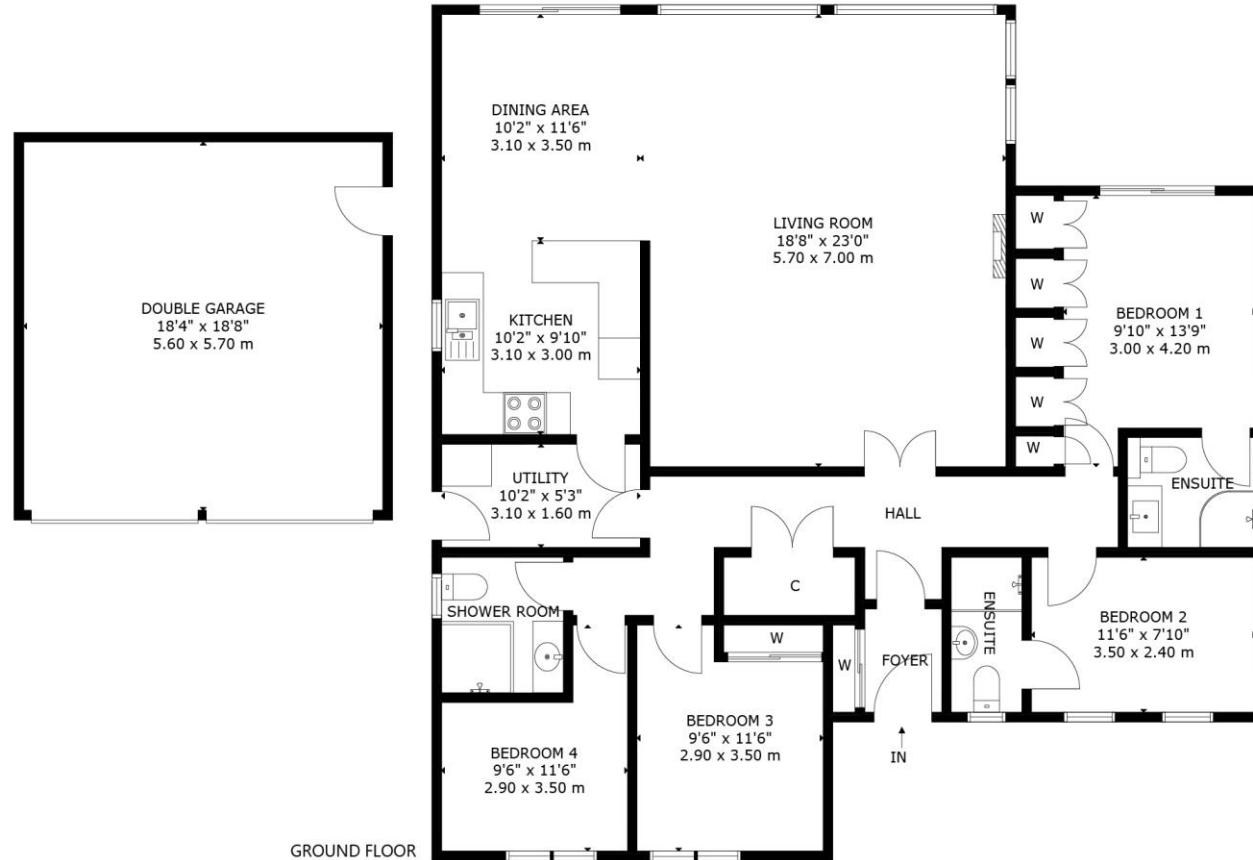 DINING AREA
10'2" x 11'6"
3.10 x 3.50 m
DOUBLE GARAGE
18'4" x 18'8"
5.60 x 5.70 m
LIVING ROOM
18'8" x 23'0"
5.70 x 7.00 m
KITCHEN
10'2" x 9'10"
3.10 x 3.00 m
W
W
W
W
W
BEDROOM 1
9'10" x 13'9"
3.00 x 4.20 m
UTILITY
10'2" x 5'3"
3.10 x 1.60 m
HALL
ENSUITE
C
SHOWER ROOM
ENSUITE
BEDROOM 2
11'6" x 7'10"
3.50 x 2.40 m
W
W
FOYER
BEDROOM 3
9'6" x 11'6"
2.90 x 3.50 m
BEDROOM 4
9'6" x 11'6"
2.90 x 3.50 m
IN
GROUND FLOOR